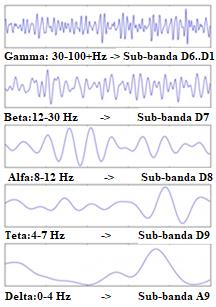 Gamma: 30-100+Hz -> Sub-banda D6..D1
Beta:12-30 Hz -> Sub-banda D7
Alfa:8-12 Hz -> Sub-banda D8
Teta:4-7 Hz -> Sub-banda D9
Delta:0-4 Hz -> Sub-banda A9